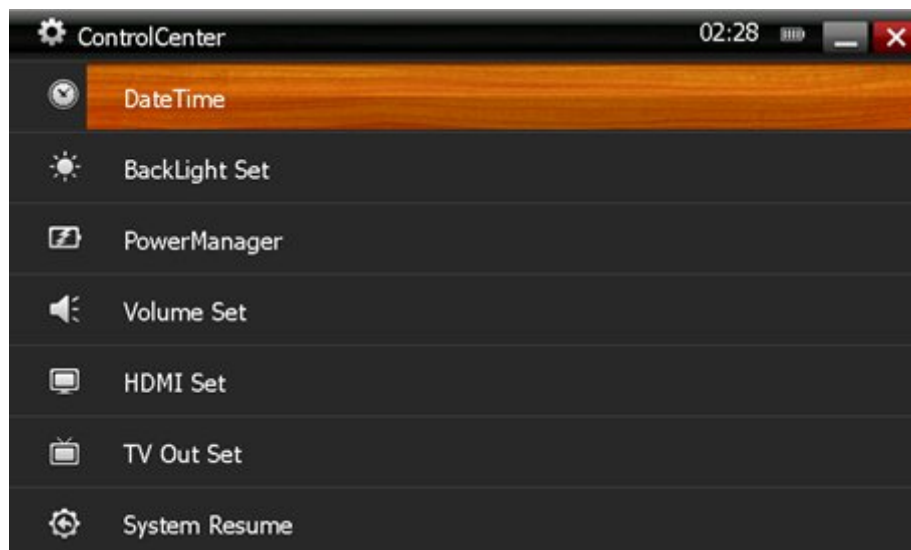 ControlCenter 02:28
DateTime
BackLight Set
PowerManager
Volume Set
HDMI Set
TV Out Set
System Resume